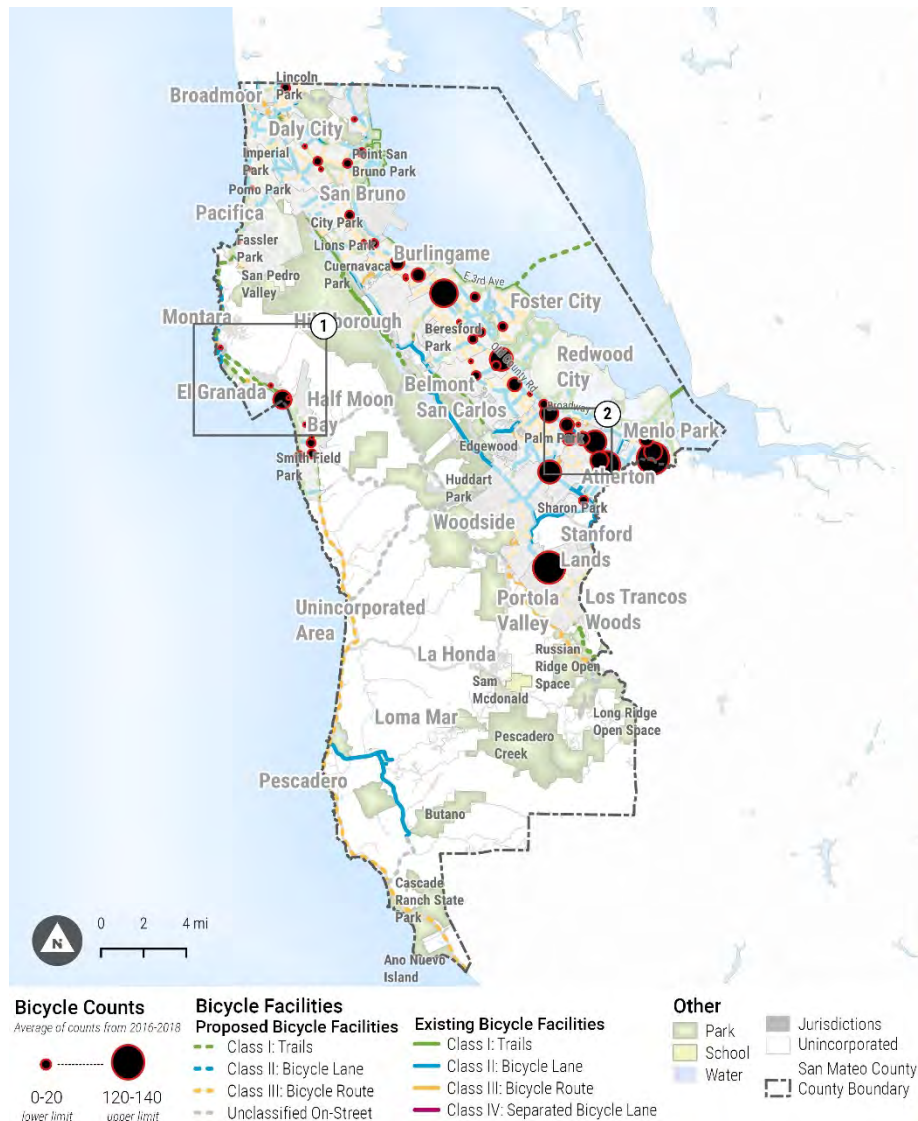 Lincoln
Park
Broadmoor
Daly City
Imperial
Park
Point San
Bruno Park
Pomo Park
San Bruno
Pacifica
City Park
Fassler
Park
Lions Park
Burlingame
Cuernavaca
Park
E 3rd Ave
San Pedro
Valley
Foster City
Montara
1
Hillsborough
Beresford
Park
Old County Rd
Redwood
City
El Granada
Half Moon
Bay
Belmont
San Carlos
Broadway
2
Menlo Park
Palm Park
Edgewood
Smith Field
Park
Huddart
Park
Atherton
Sharon Park
Woodside
Stanford
Lands
Portola
Valley
Los Trancos
Woods
Unincorporated
Area
La Honda
Russian
Ridge Open
Space
Sam
Mcdonald
Loma Mar
Long Ridge
Open Space
Pescadero
Creek
Pescadero
Butano
Cascade
Ranch State
Park
Ano Nuevo
Island
N
0 2 4 mi
Bicycle Counts
Average of counts from 2016-2018
0-20
lower limit
120-140
upper limit
Bicycle Facilities
Proposed Bicycle Facilities
Class I: Trails
Class II: Bicycle Lane
Class III: Bicycle Route
Unclassified On-Street
Existing Bicycle Facilities
Class I: Trails
Class II: Bicycle Lane
Class III: Bicycle Route
Class IV: Separated Bicycle Lane
Other
Park
School
Water
Jurisdictions
Unincorporated
San Mateo County
County Boundary